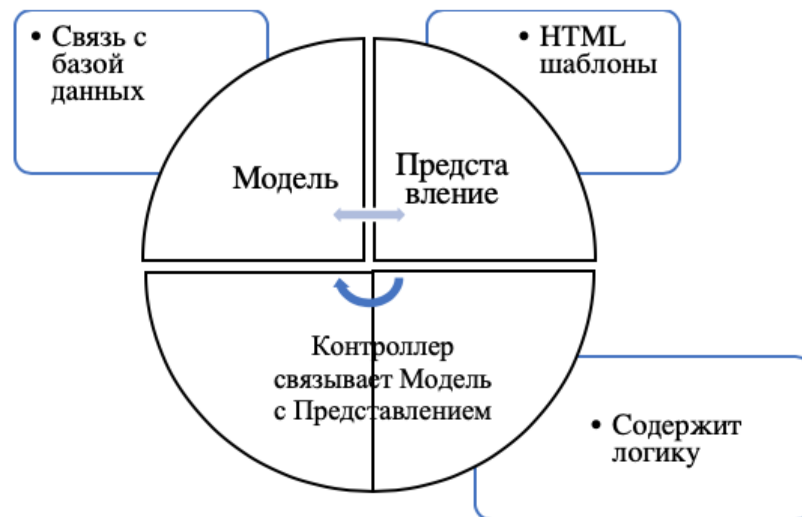 • Связь с
базой
данных
• HTML
шаблоны
Модель
Предста
вление
Контроллер
связывает Модель
с Представлением
• Содержит
логику